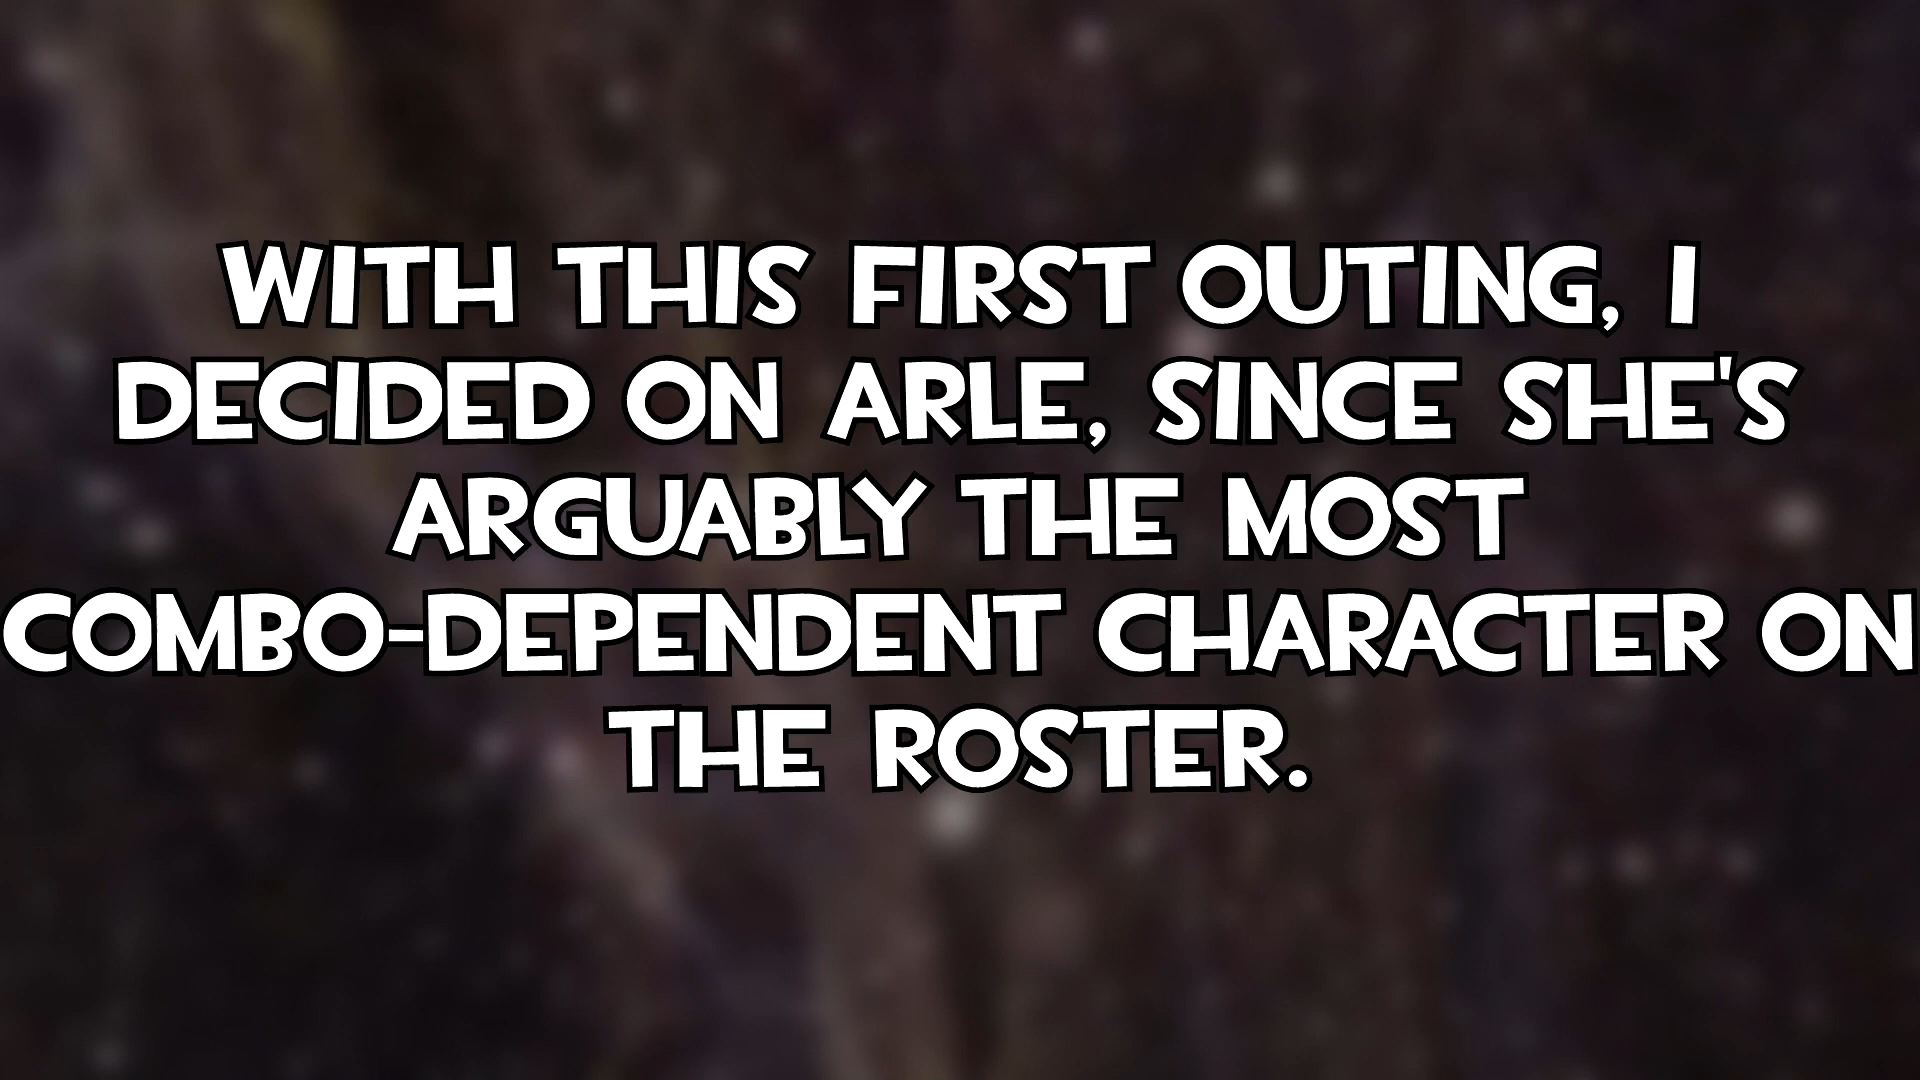 WITH THIS FIRST OUTING, I
DECIDED ON ARLE, SINCE SHE'S
ARGUABLY THE MOST
COMBO-DEPENDENT CHARACTER ON
THE ROSTER.